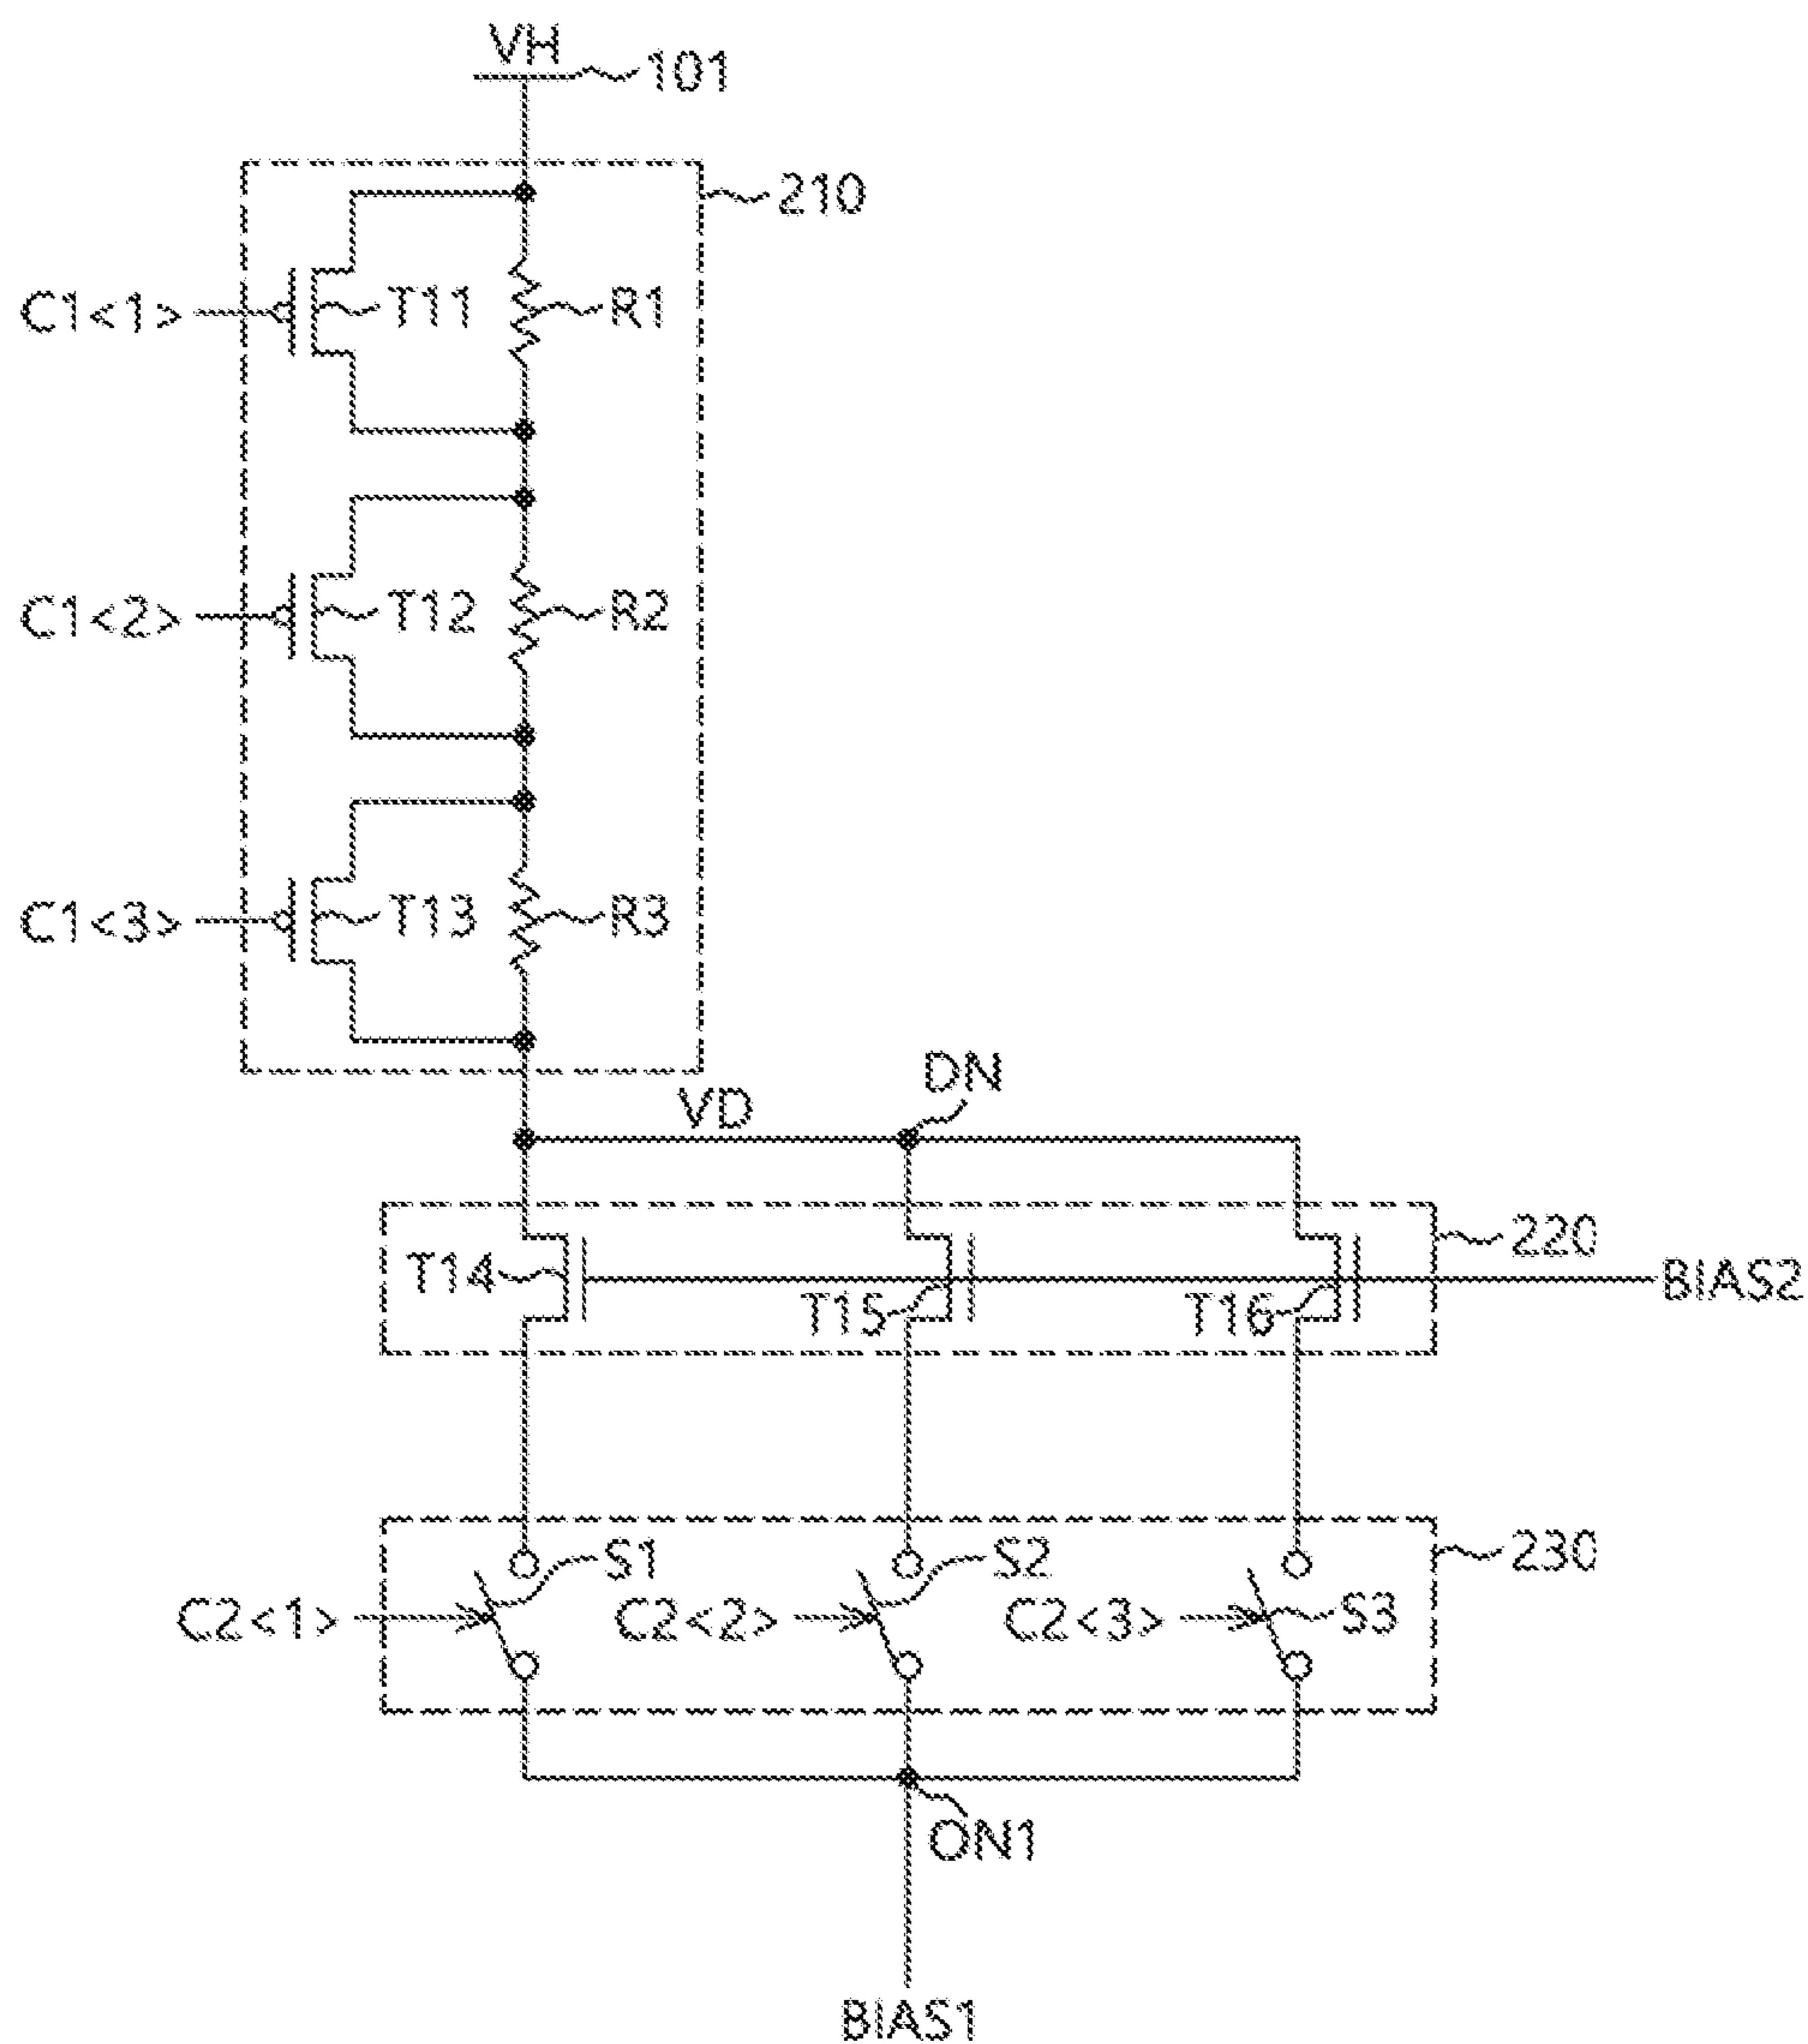 VH
101
210
C1<1>
T11
R1
C1<2>
T12
R2
C1<3>
T13
R3
VD
DN
220
T14
T15
T16
BIAS2
230
S1
S2
S3
C2<1>
C2<2>
C2<3>
ON1
BIAS1